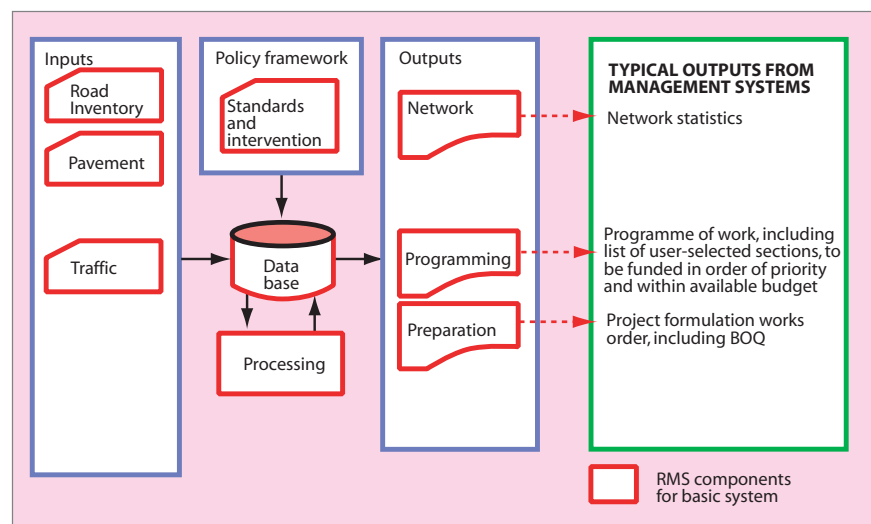 Inputs
Road
Inventory
Pavement
Traffic
Policy framework
Standards
and
intervention
Data
base
Processing
Outputs
Network
Programming
Preparation
TYPICAL OUTPUTS FROM
MANAGEMENT SYSTEMS
Network statistics
Programme of work, including
list of user-selected sections, to
be funded in order of priority
and within available budget
Project formulation works
order, including BOQ
RMS components
for basic system